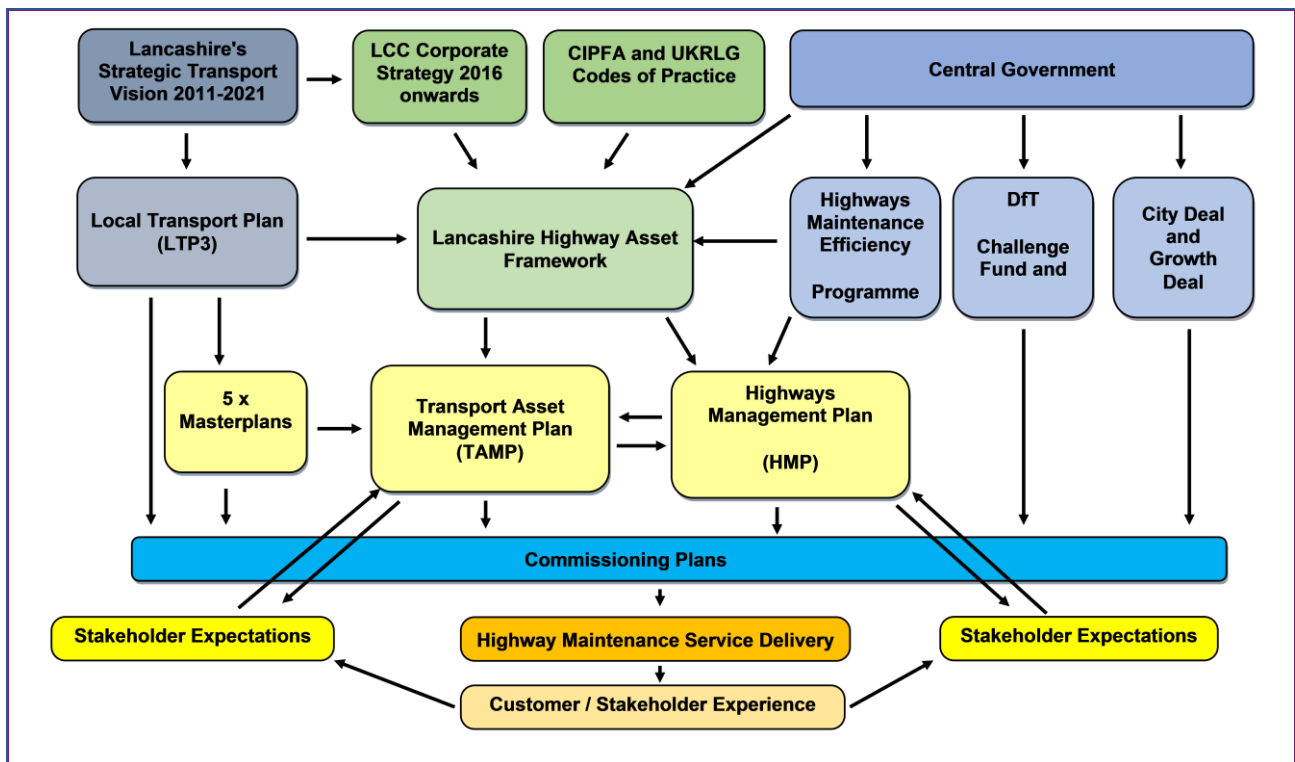 Lancashire's
Strategic Transport
Vision 2011-2021
LCC Corporate
Strategy 2016
onwards
CIPFA and UKRLG
Codes of Practice
Central Government
Local Transport Plan
(LTP3)
Lancashire Highway Asset
Framework
Highways
Maintenance
Efficiency
Programme
DfT
Challenge
Fund and
City Deal
and
Growth
Deal
5 x
Masterplans
Transport Asset
Management Plan
(TAMP)
Highways
Management Plan
(HMP)
Commissioning Plans
Stakeholder Expectations
Highway Maintenance Service Delivery
Stakeholder Expectations
Customer / Stakeholder Experience